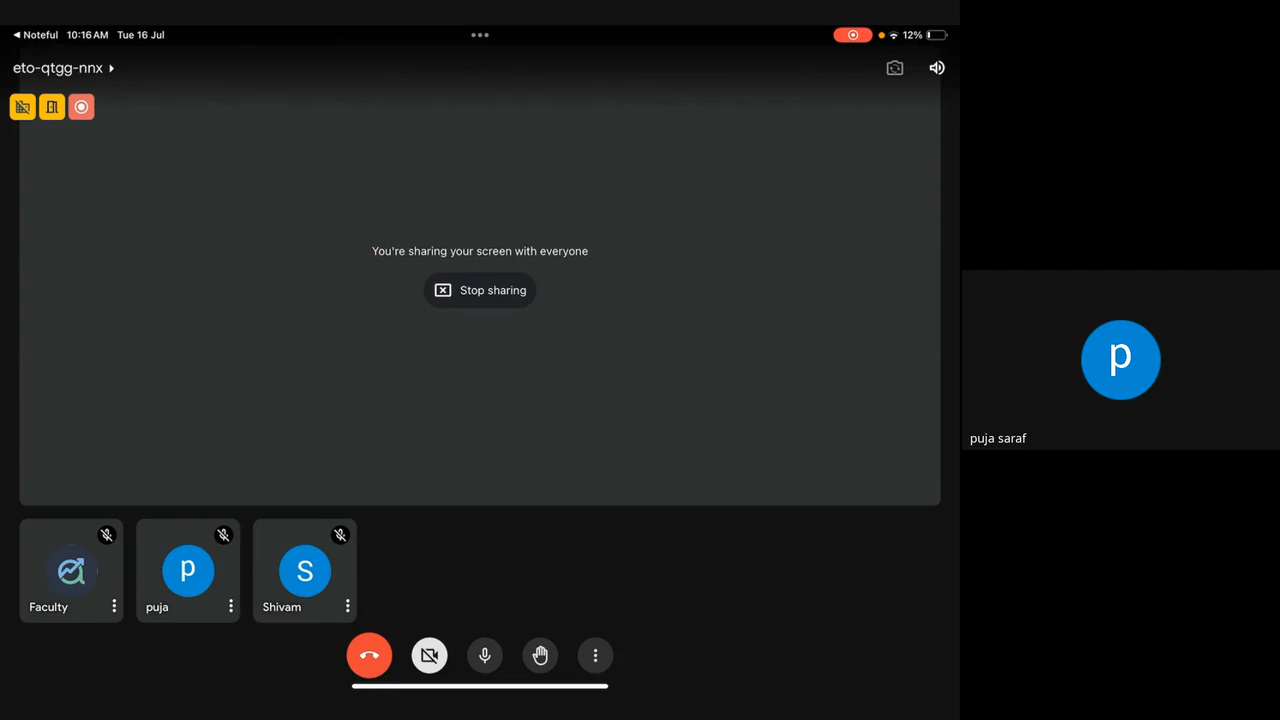 Noteful 10:16 AM Tue 16 Jul
12%
eto-qtgg-nnx
You're sharing your screen with everyone
Stop sharing
p
puja saraf
p
S
Faculty
puja
Shivam